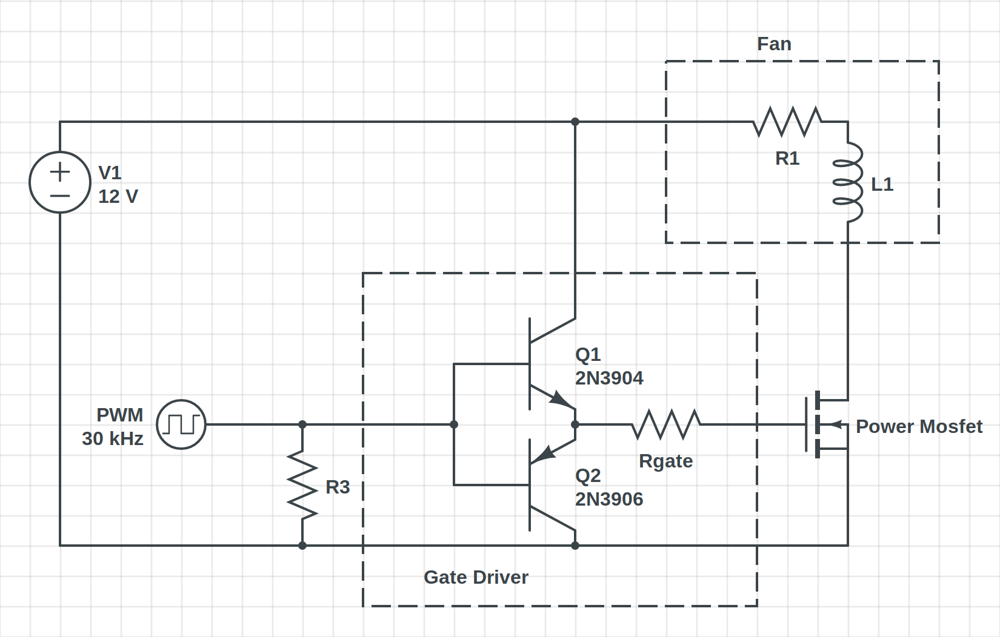 Fan
R1
L1
V1
12 V
Q1
2N3904
PWM
30 kHz
Power Mosfet
Rgate
R3
Q2
2N3906
Gate Driver